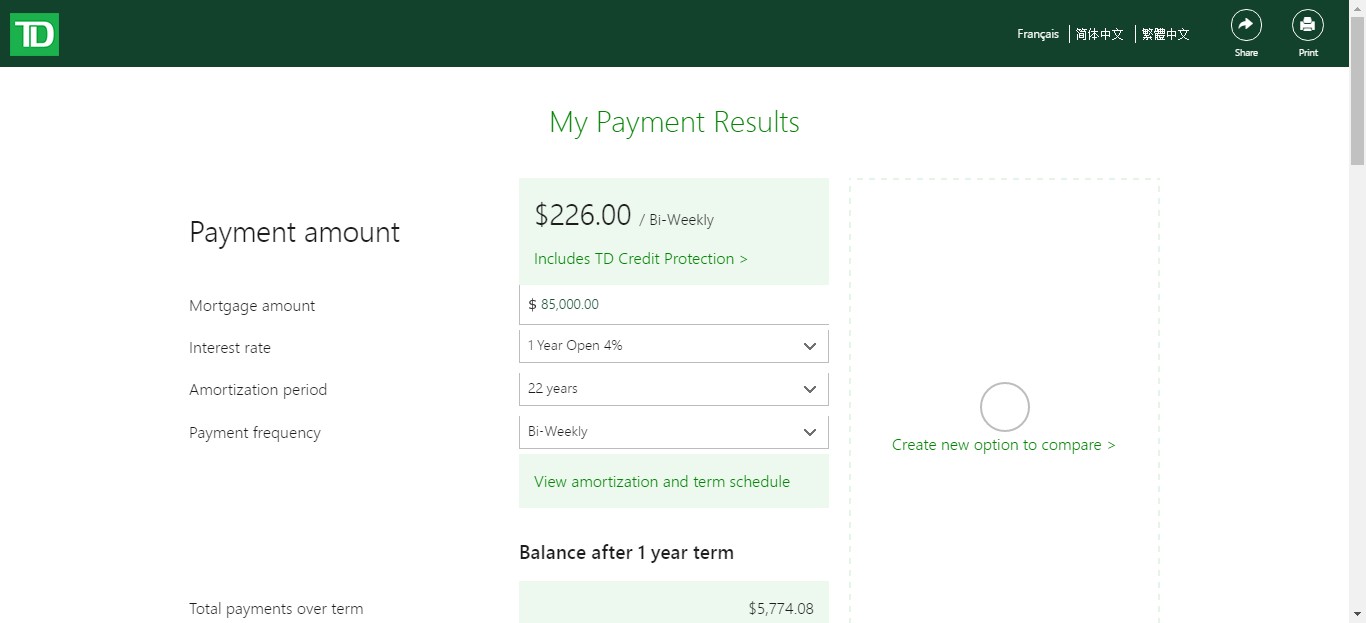 TD
Français
简体中文
繁體中文
Share
Print
My Payment Results
Payment amount
$226.00 / Bi-Weekly
Includes TD Credit Protection >
Mortgage amount
$ 85,000.00
Interest rate
1 Year Open 4%
Amortization period
22 years
Payment frequency
Bi-Weekly
View amortization and term schedule
Create new option to compare >
Balance after 1 year term
Total payments over term
$5,774.08